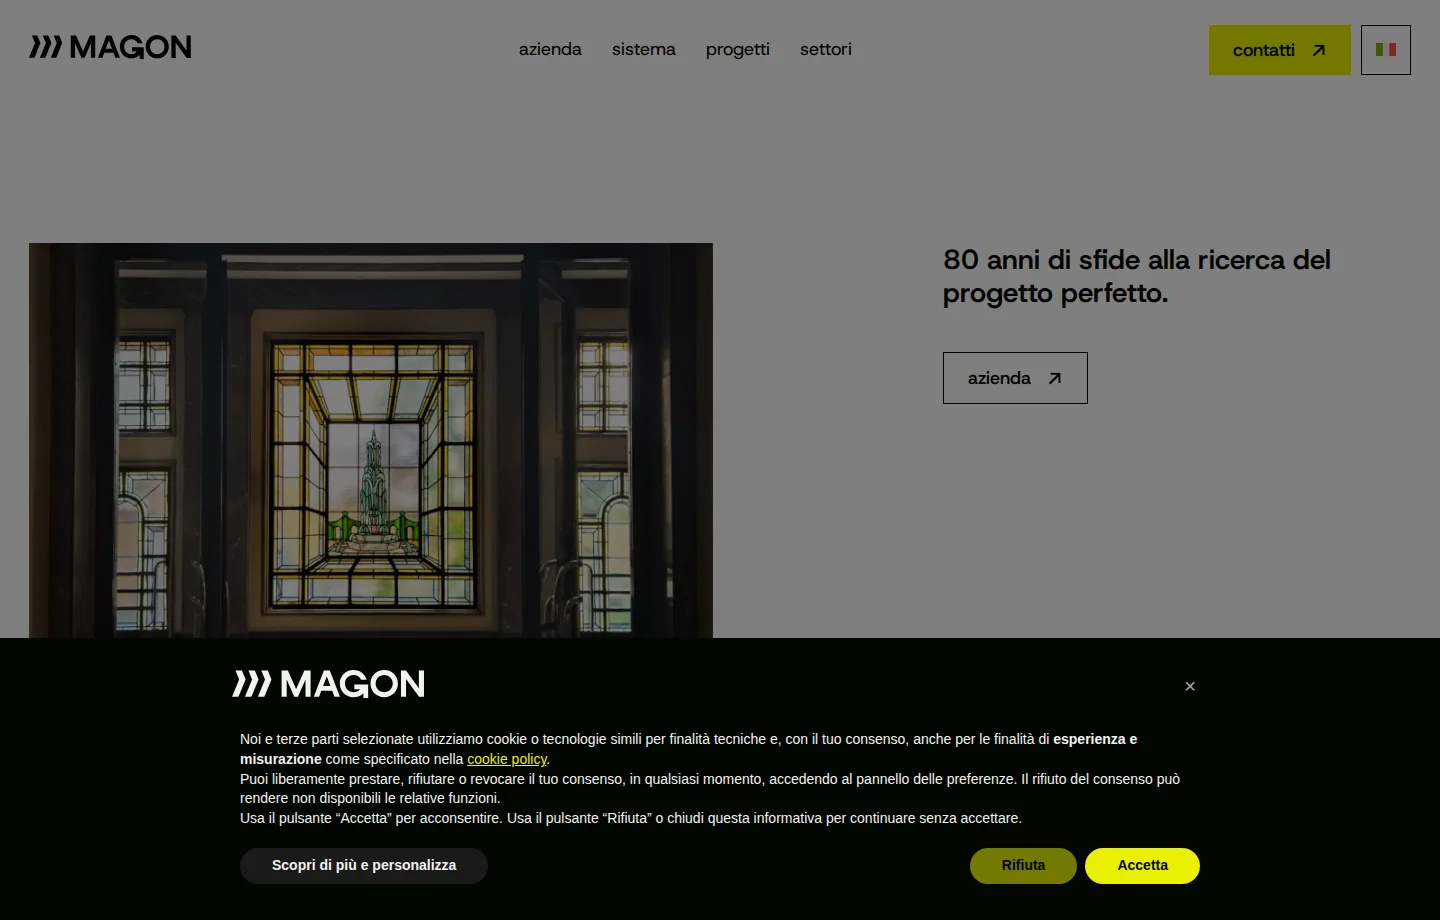 MAGON
azienda
sistema
progetti
settori
contatti
80 anni di sfide alla ricerca del
progetto perfetto.
azienda
MAGON
×
Noi e terze parti selezionate utilizziamo cookie o tecnologie simili per finalità tecniche e, con il tuo consenso, anche per le finalità di esperienza e
misurazione come specificato nella cookie policy.
Puoi liberamente prestare, rifiutare o revocare il tuo consenso, in qualsiasi momento, accedendo al pannello delle preferenze. Il rifiuto del consenso può
rendere non disponibili le relative funzioni.
Usa il pulsante “Accetta” per acconsentire. Usa il pulsante “Rifiuta” o chiudi questa informativa per continuare senza accettare.
Scopri di più e personalizza
Rifiuta
Accetta